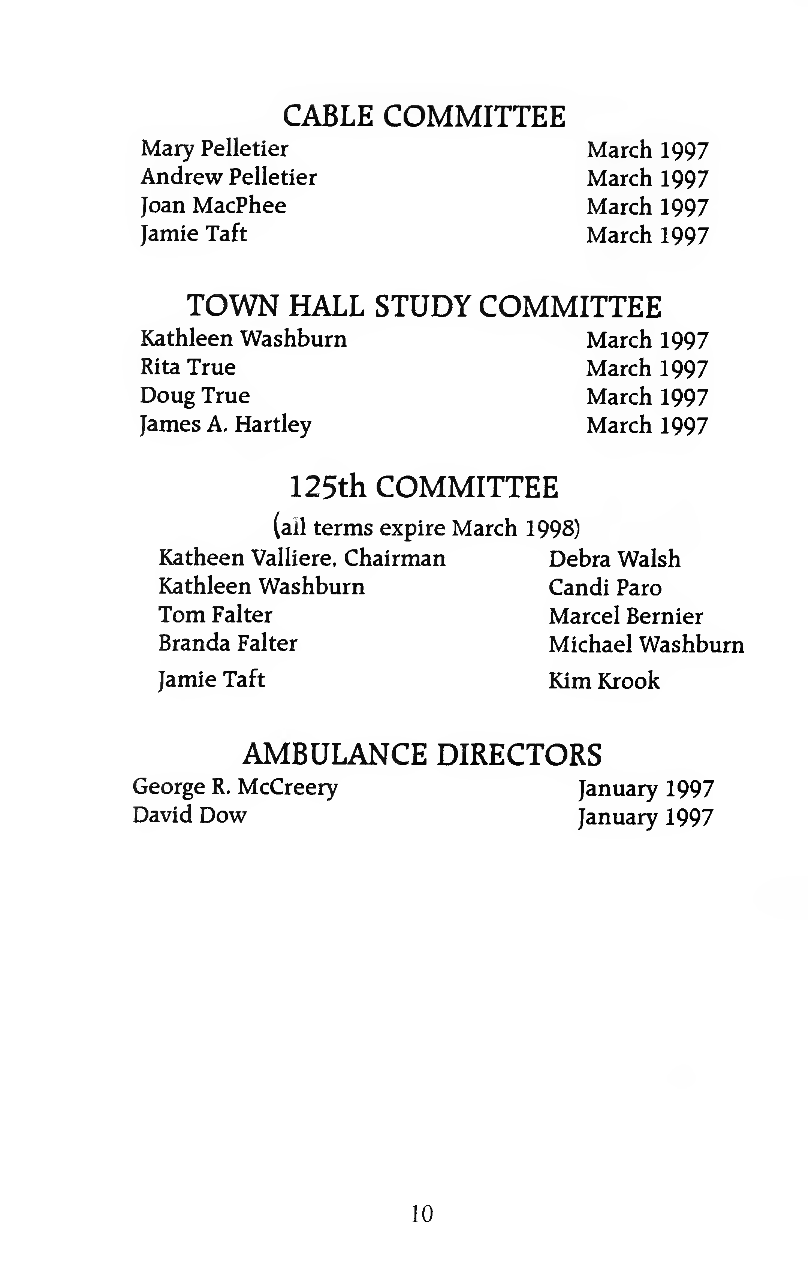 CABLE COMMITTEE
Mary Pelletier March 1997
Andrew Pelletier March 1997
Joan MacPhee March 1997
Jamie Taft March 1997
TOWN HALL STUDY COMMITTEE
Kathleen Washburn March 1997
Rita True March 1997
Doug True March 1997
James A. Hartley March 1997
125th COMMITTEE
(all terms expire March 1998)
Katheen Valliere, Chairman Debra Walsh
Kathleen Washburn Candi Paro
Tom Falter Marcel Bernier
Branda Falter Michael Washburn
Jamie Taft Kim Krook
AMBULANCE DIRECTORS
George R. McCreery January 1997
David Dow January 1997
10